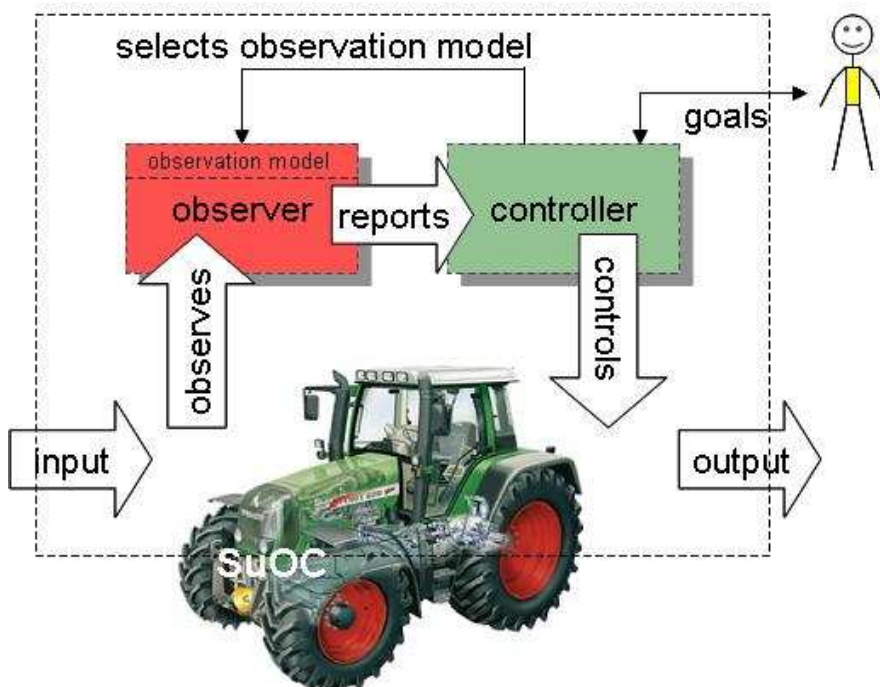 selects observation model
goals
observation model
observer
reports
controller
observes
controls
input
output
SuOC